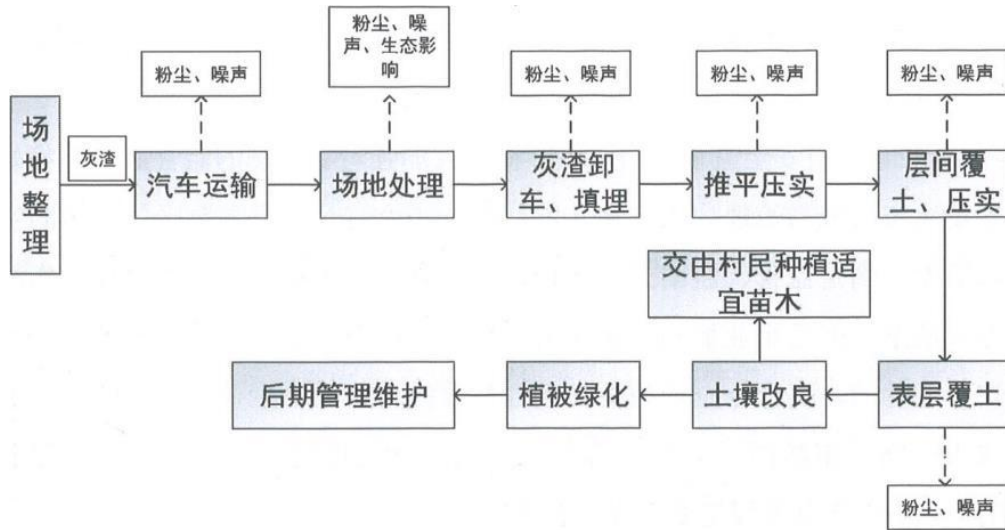 粉尘、噪
声、生态影
响
粉尘、噪声
粉尘、噪声
粉尘、噪声
粉尘、噪声
场地整理
灰渣
汽车运输
场地处理
灰渣卸
车、填埋
推平压实
层间覆
土、压实
交由村民种植适
宜苗木
后期管理维护
植被绿化
土壤改良
表层覆土
粉尘、噪声